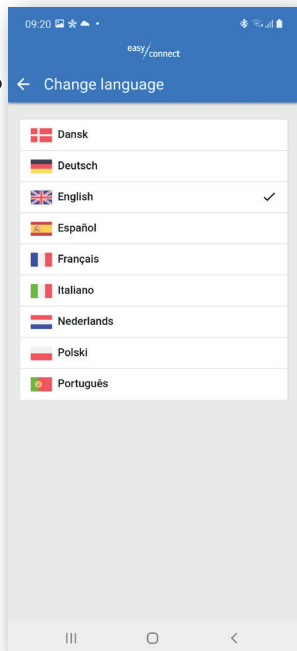 09:20
easy/connect
Change language
Dansk
Deutsch
English
Español
Français
Italiano
Nederlands
Polski
Português